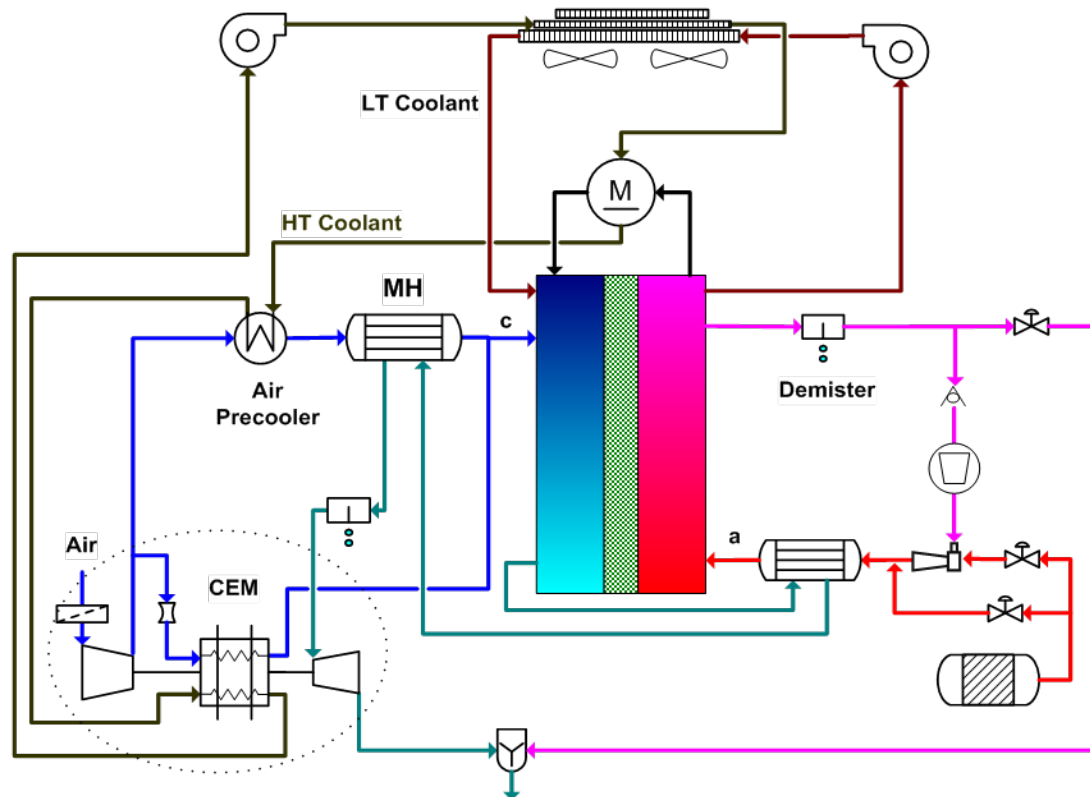 LT Coolant
M
HT Coolant
MH
c
Air
Precooler
Demister
a
Air
CEM